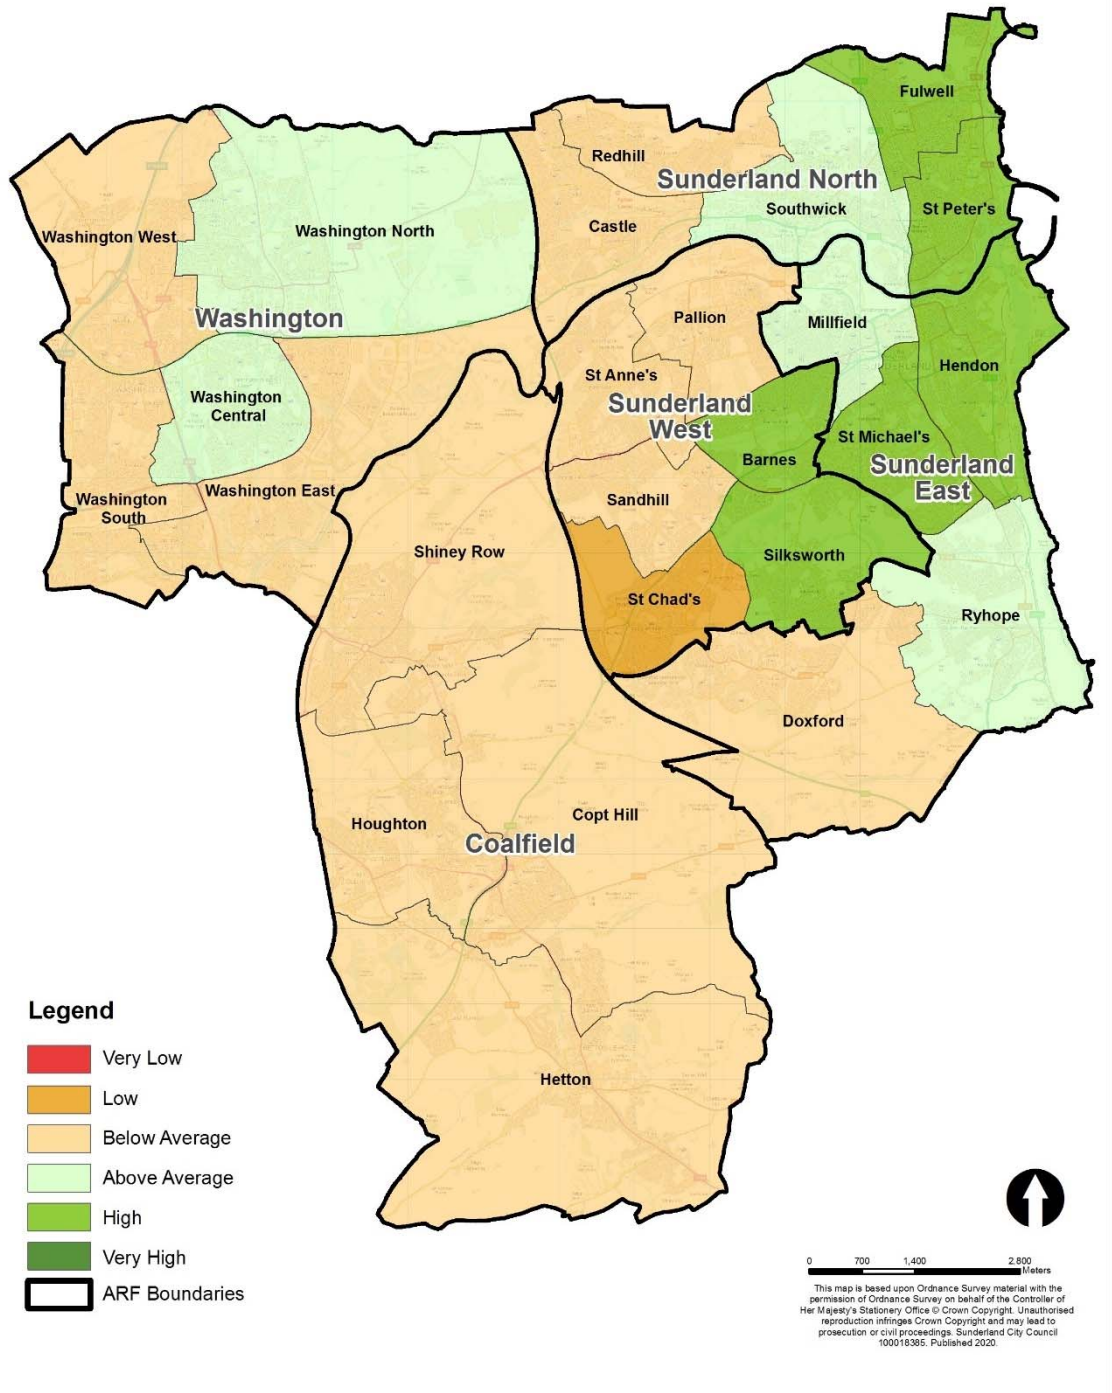 Fulwell
Redhill
Sunderland North
Southwick
St Peter's
Castle
Washington West
Washington North
Washington
Pallion
Millfield
St Anne's
Hendon
Washington
Central
Sunderland
West
St Michael's
Barnes
Sunderland
East
Washington
South
Washington East
Sandhill
Shiney Row
Silksworth
St Chad's
Ryhope
Doxford
Houghton
Copt Hill
Coalfield
Hetton
Legend
Very Low
Low
Below Average
Above Average
High
Very High
ARF Boundaries
0 700 1,400 2,800
Meters
This map is based upon Ordnance Survey material with the
permission of Ordnance Survey on behalf of the Controller of
Her Majesty's Stationery Office © Crown Copyright. Unauthorised
reproduction infringes Crown Copyright and may lead to
prosecution or civil proceedings. Sunderland City Council
100018385. Published 2020.